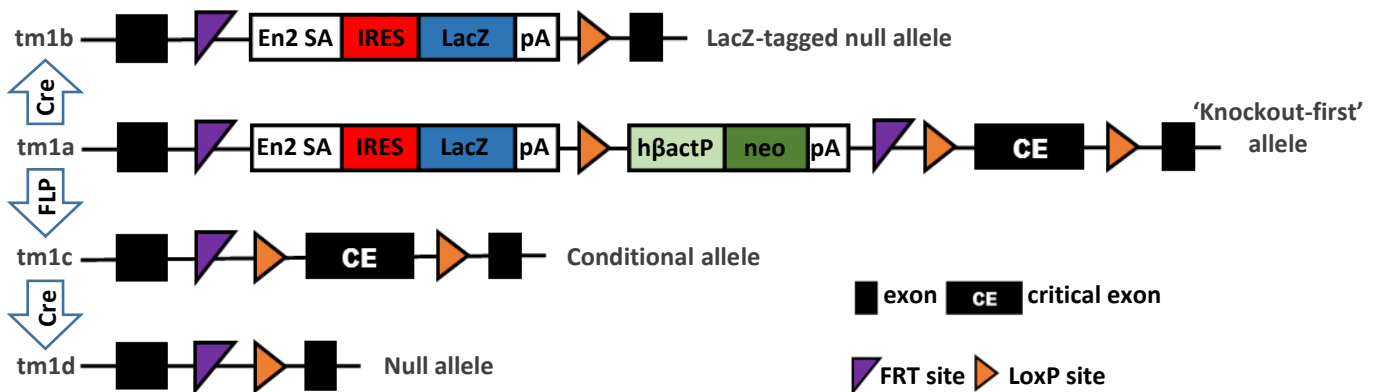 tm1b En2 SA IRES LacZ pA LacZ-tagged null allele
Cre
tm1a En2 SA IRES LacZ pA hβactP neo pA CE 'Knockout-first' allele
FLP
tm1c CE Conditional allele
exon CE critical exon
Cre
tm1d Null allele
FRT site LoxP site